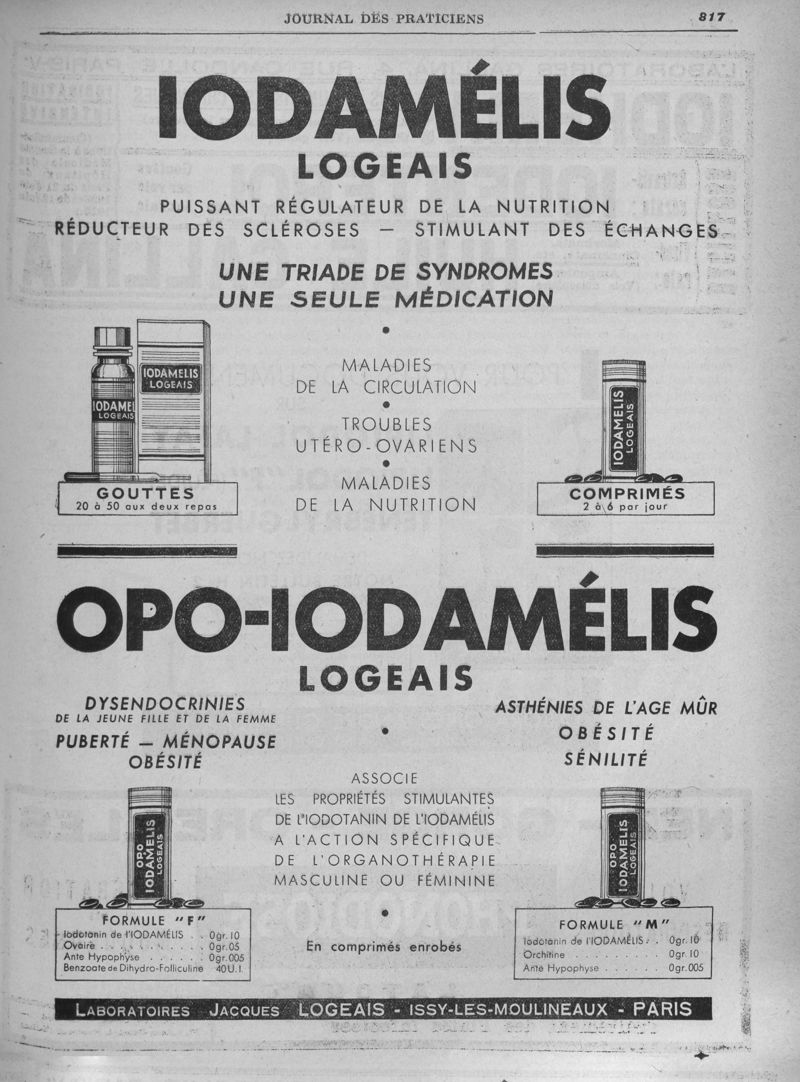 JOURNAL DES PRATICIENS
817
IODAMÉLIS
LOGEAIS
PUISSANT RÉGULATEUR DE LA NUTRITION
RÉDUCTEUR DES SCLÉROSES — STIMULANT DES ÉCHANGES
UNE TRIADE DE SYNDROMES
UNE SEULE MÉDICATION
IODAMEL
LOGEAIS
IODAMELIS
LOGEAIS
GOUTTES
20 à 50 aux deux repas
MALADIES
DE LA CIRCULATION
TROUBLES
UTÉRO-OVARIENS
MALADIES
DE LA NUTRITION
IODAMELIS
LOGEAIS
COMPRIMÉS
2 à 6 par jour
OPO-IODAMÉLIS
LOGEAIS
DYSENDOCRINIES
DE LA JEUNE FILLE ET DE LA FEMME
PUBERTÉ — MÉNOPAUSE
OBÉSITÉ
OPO
IODAMELIS
LOGEAIS
FORMULE "F"
Iodotanin de l'IODAMÉLIS . . 0gr.10
Ovaire . . . . . . . . . 0gr.05
Ante Hypophyse . . . . . . 0gr.005
Benzoate de Dihydro-Folliculine 40U.I.
ASSOCIE
LES PROPRIÉTÉS STIMULANTES
DE L'IODOTANIN DE L'IODAMÉLIS
A L'ACTION SPÉCIFIQUE
DE L'ORGANOTHÉRAPIE
MASCULINE OU FÉMININE
En comprimés enrobés
ASTHÉNIES DE L'AGE MÛR
OBÉSITÉ
SÉNILITÉ
OPO
IODAMELIS
LOGEAIS
FORMULE "M"
Iodotanin de l'IODAMÉLIS . . 0gr.10
Orchitine . . . . . . . . . 0gr.10
Ante Hypophyse . . . . . . 0gr.005
LABORATOIRES JACQUES LOGEAIS - ISSY-LES-MOULINEAUX - PARIS